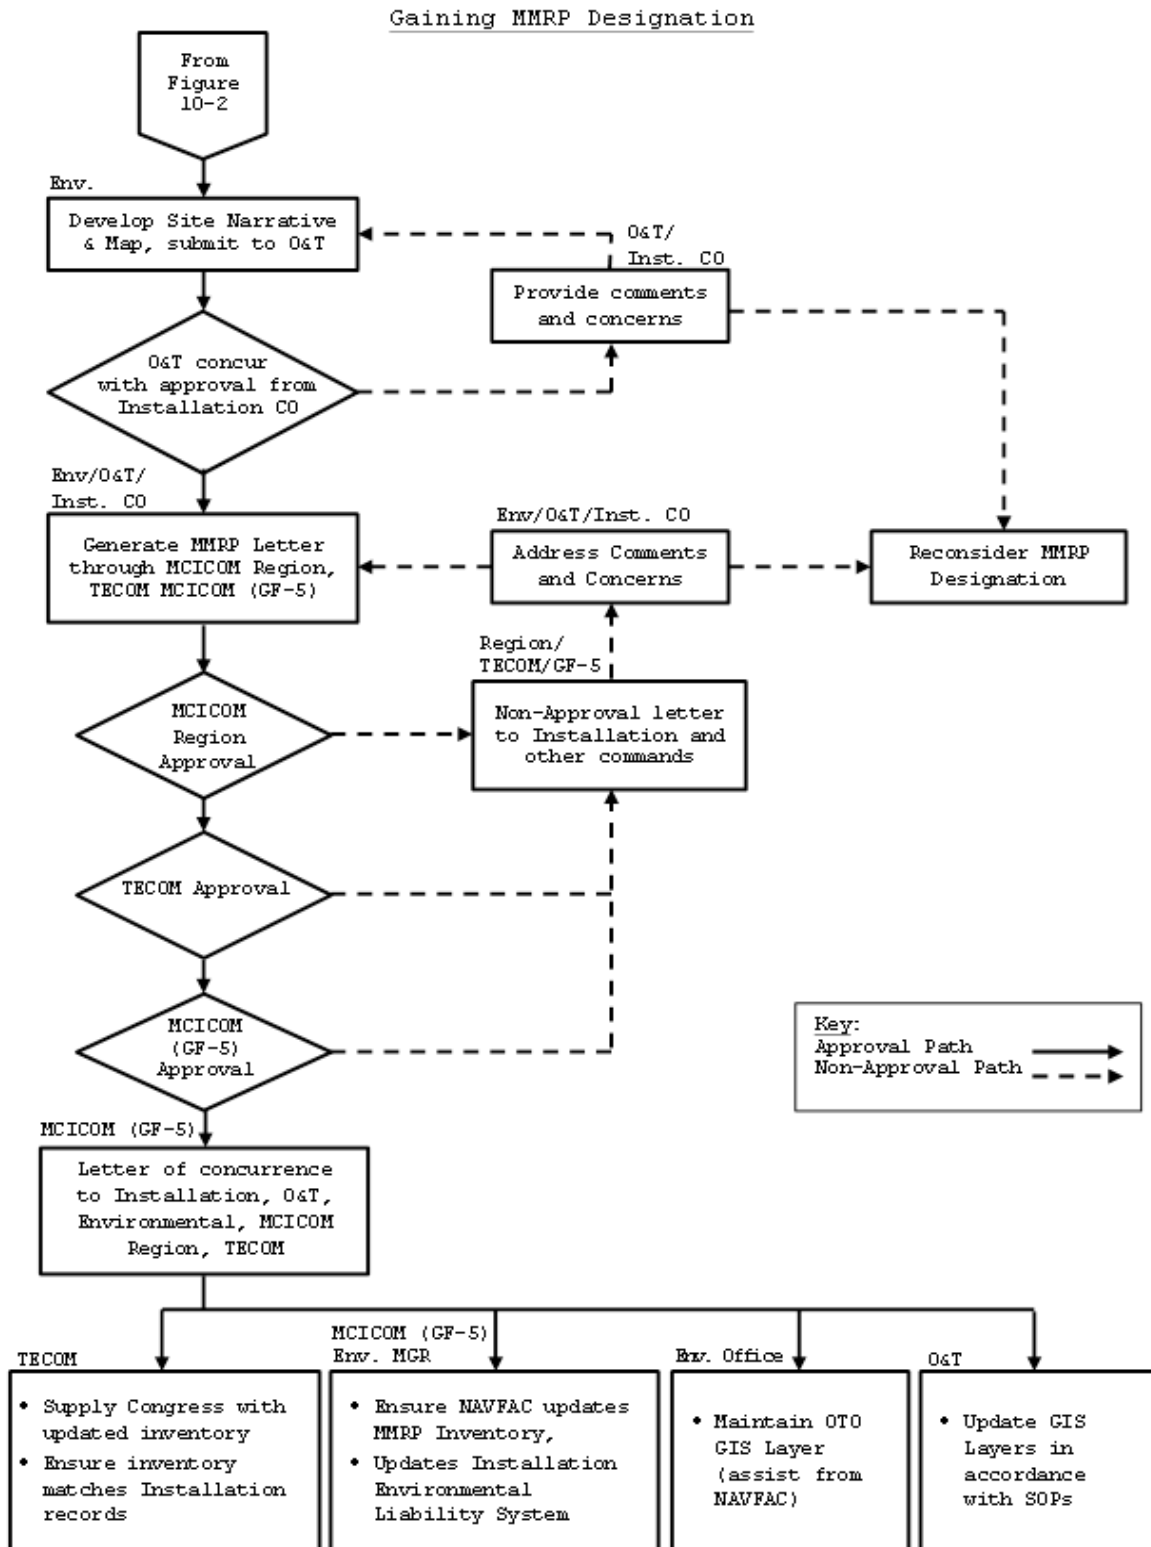 Gaining MMRP Designation
From
Figure
10-2
Env.
Develop Site Narrative
& Map, submit to O&T
O&T/
Inst. CO
Provide comments
and concerns
O&T concur
with approval from
Installation CO
Env/O&T/
Inst. CO
Generate MMRP Letter
through MCICOM Region,
TECOM MCICOM (GF-5)
Env/O&T/Inst. CO
Address Comments
and Concerns
Reconsider MMRP
Designation
Region/
TECOM/GF-5
Non-Approval letter
to Installation and
other commands
MCICOM
Region
Approval
TECOM Approval
MCICOM
(GF-5)
Approval
Key:
Approval Path
Non-Approval Path
MCICOM (GF-5)
Letter of concurrence
to Installation, O&T,
Environmental, MCICOM
Region, TECOM
TECOM
• Supply Congress with
updated inventory
• Ensure inventory
matches Installation
records
MCICOM (GF-5)
Env. MGR
• Ensure NAVFAC updates
MMRP Inventory,
• Updates Installation
Environmental
Liability System
Env. Office
• Maintain OTO
GIS Layer
(assist from
NAVFAC)
O&T
• Update GIS
Layers in
accordance
with SOPs